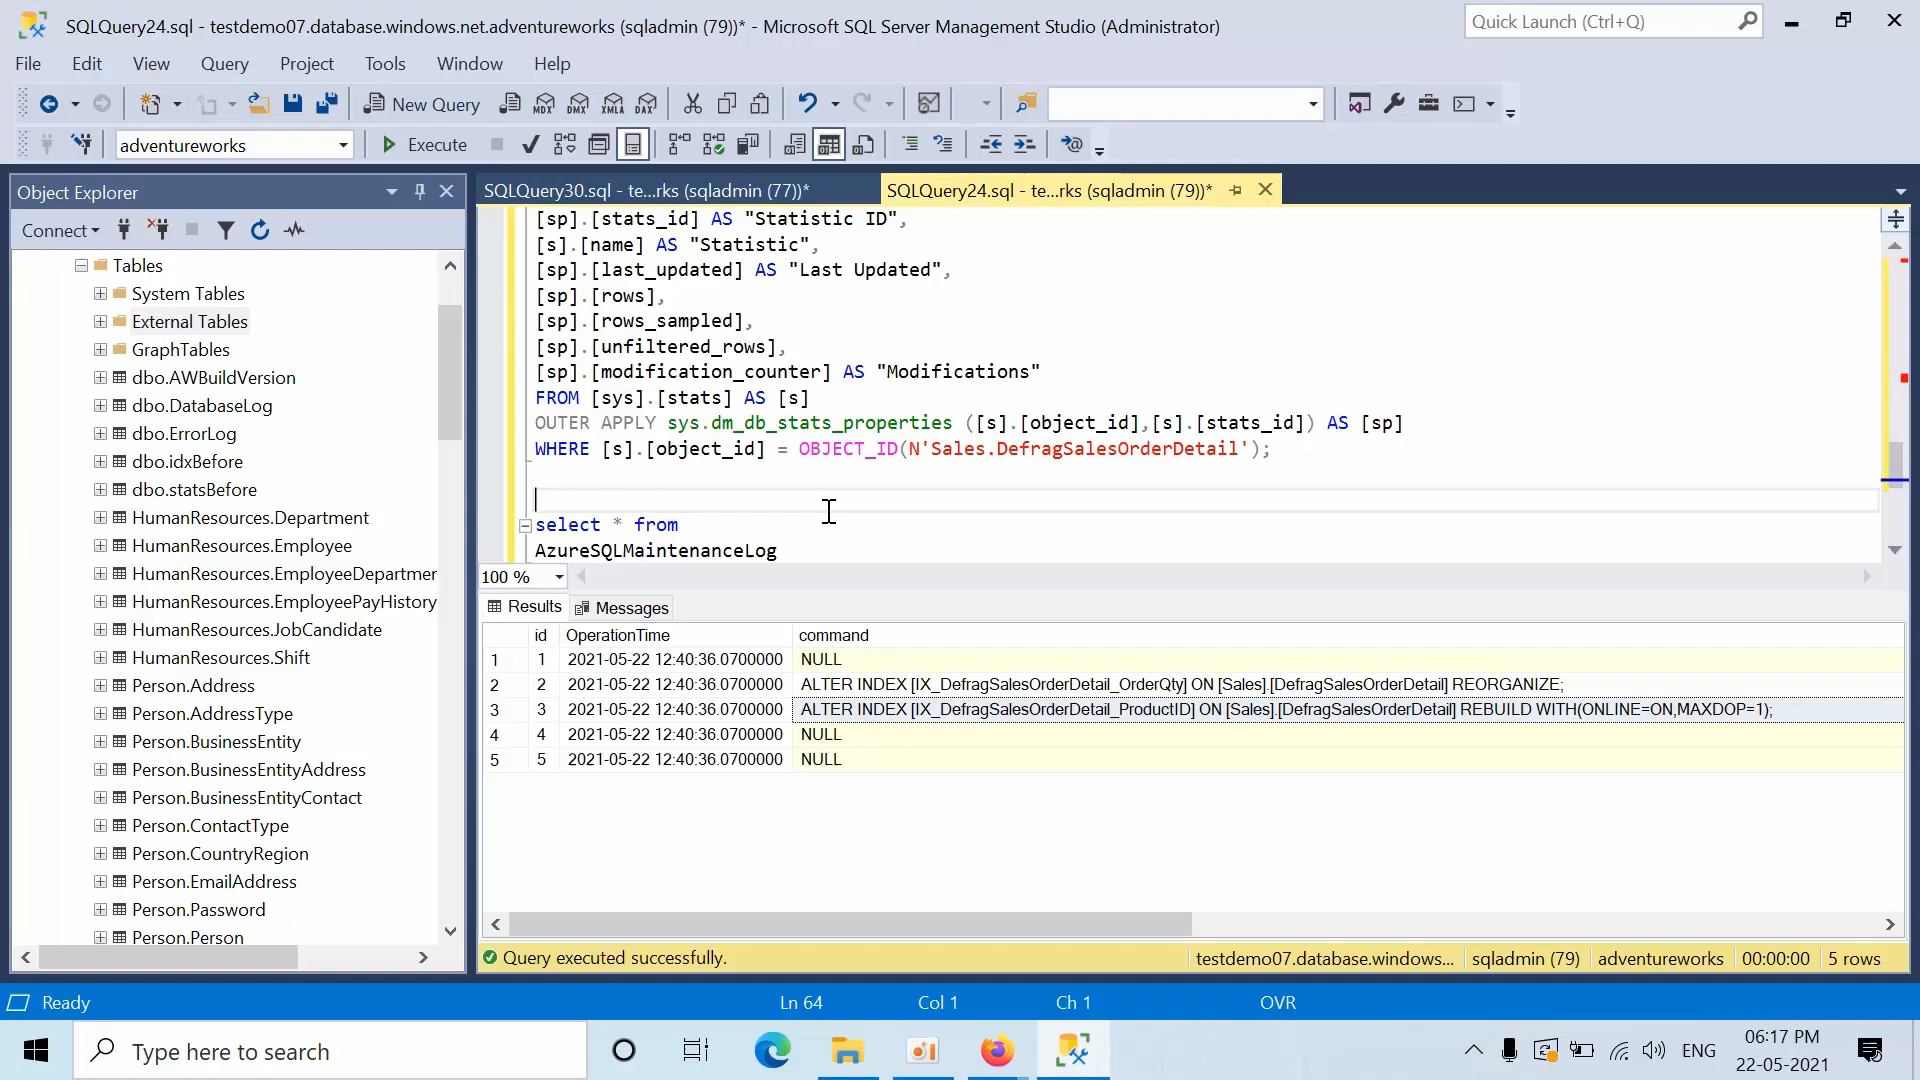 SQLQuery24.sql - testdemo07.database.windows.net.adventureworks (sqladmin (79))* - Microsoft SQL Server Management Studio (Administrator)
Quick Launch (Ctrl+Q)
File Edit View Query Project Tools Window Help
New Query MDX DMX XMLA DAX
adventureworks Execute
Object Explorer
Connect
Tables
System Tables
External Tables
GraphTables
dbo.AWBuildVersion
dbo.DatabaseLog
dbo.ErrorLog
dbo.idxBefore
dbo.statsBefore
HumanResources.Department
HumanResources.Employee
HumanResources.EmployeeDepartmen
HumanResources.EmployeePayHistory
HumanResources.JobCandidate
HumanResources.Shift
Person.Address
Person.AddressType
Person.BusinessEntity
Person.BusinessEntityAddress
Person.BusinessEntityContact
Person.ContactType
Person.CountryRegion
Person.EmailAddress
Person.Password
Person.Person
SQLQuery30.sql - te...rks (sqladmin (77))*
SQLQuery24.sql - te...rks (sqladmin (79))*
[sp].[stats_id] AS "Statistic ID",
[s].[name] AS "Statistic",
[sp].[last_updated] AS "Last Updated",
[sp].[rows],
[sp].[rows_sampled],
[sp].[unfiltered_rows],
[sp].[modification_counter] AS "Modifications"
FROM [sys].[stats] AS [s]
OUTER APPLY sys.dm_db_stats_properties ([s].[object_id],[s].[stats_id]) AS [sp]
WHERE [s].[object_id] = OBJECT_ID(N'Sales.DefragSalesOrderDetail');
select * from
AzureSQLMaintenanceLog
100 %
Results Messages
id OperationTime command
1 1 2021-05-22 12:40:36.0700000 NULL
2 2 2021-05-22 12:40:36.0700000 ALTER INDEX [IX_DefragSalesOrderDetail_OrderQty] ON [Sales].[DefragSalesOrderDetail] REORGANIZE;
3 3 2021-05-22 12:40:36.0700000 ALTER INDEX [IX_DefragSalesOrderDetail_ProductID] ON [Sales].[DefragSalesOrderDetail] REBUILD WITH(ONLINE=ON,MAXDOP=1);
4 4 2021-05-22 12:40:36.0700000 NULL
5 5 2021-05-22 12:40:36.0700000 NULL
Query executed successfully. testdemo07.database.windows... sqladmin (79) adventureworks 00:00:00 5 rows
Ready Ln 64 Col 1 Ch 1 OVR
Type here to search
ENG
06:17 PM
22-05-2021